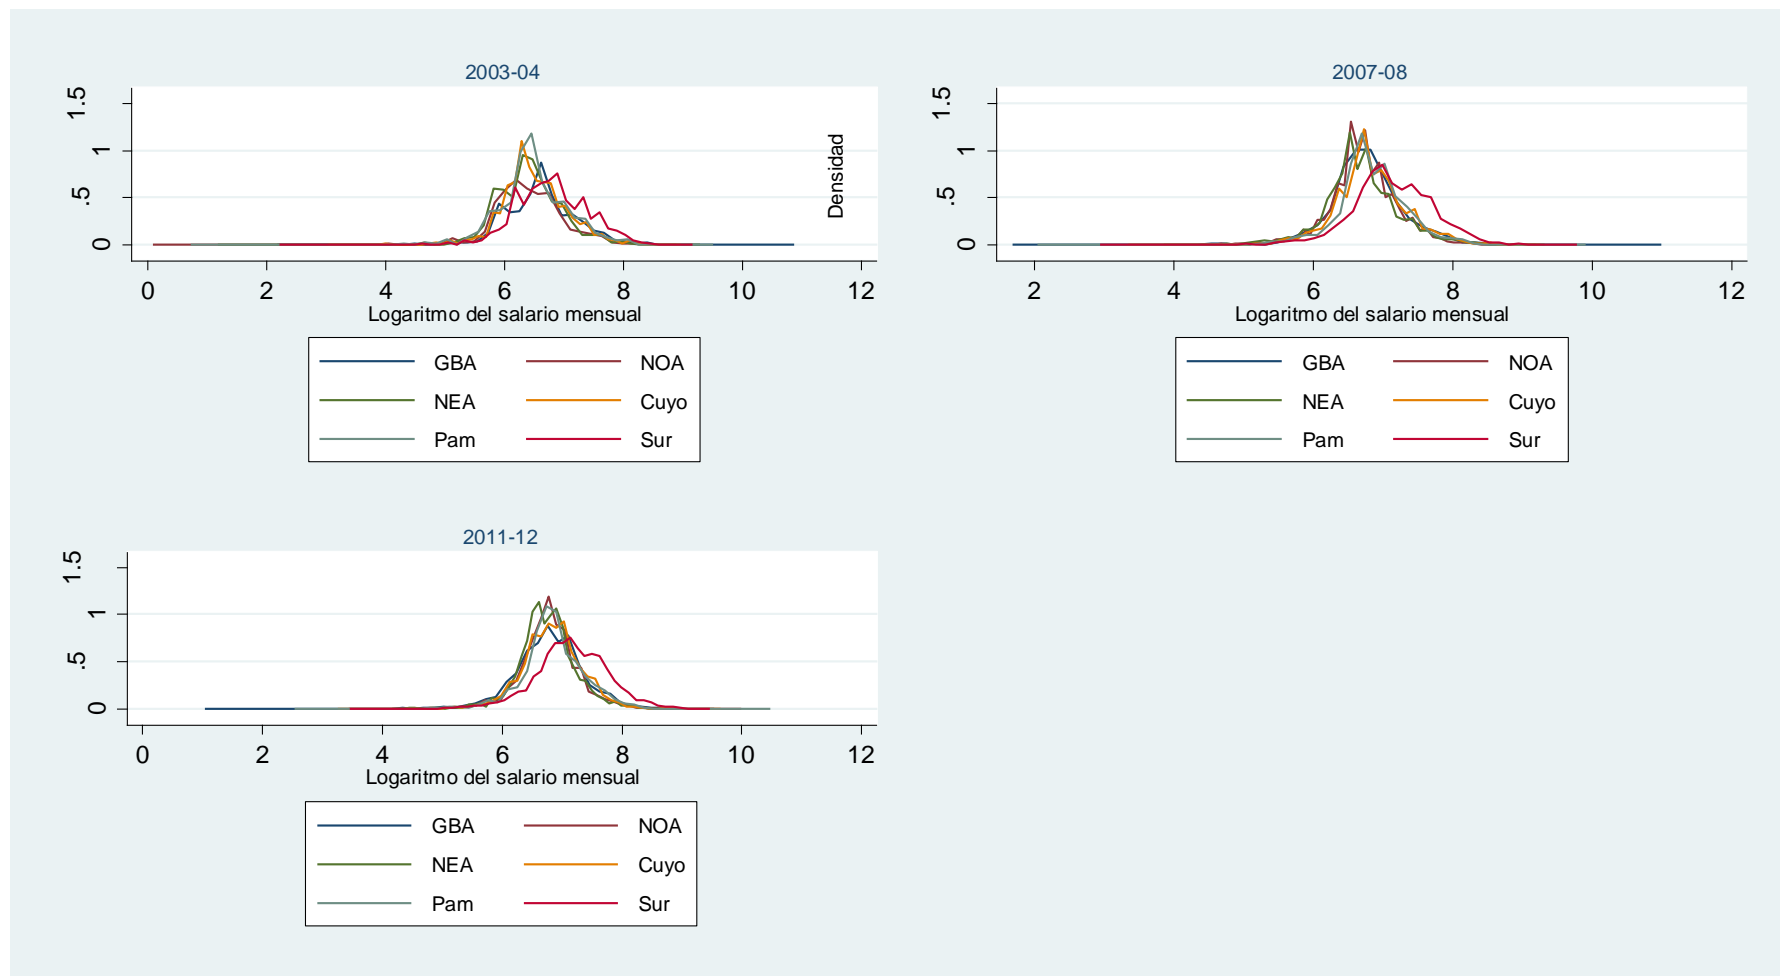 2003-04
1.5
1
.5
0
0 2 4 6 8 10 12
Logaritmo del salario mensual
GBA NOA
NEA Cuyo
Pam Sur
Densidad
2007-08
1.5
1
.5
0
2 4 6 8 10 12
Logaritmo del salario mensual
GBA NOA
NEA Cuyo
Pam Sur
2011-12
1.5
1
.5
0
0 2 4 6 8 10 12
Logaritmo del salario mensual
GBA NOA
NEA Cuyo
Pam Sur